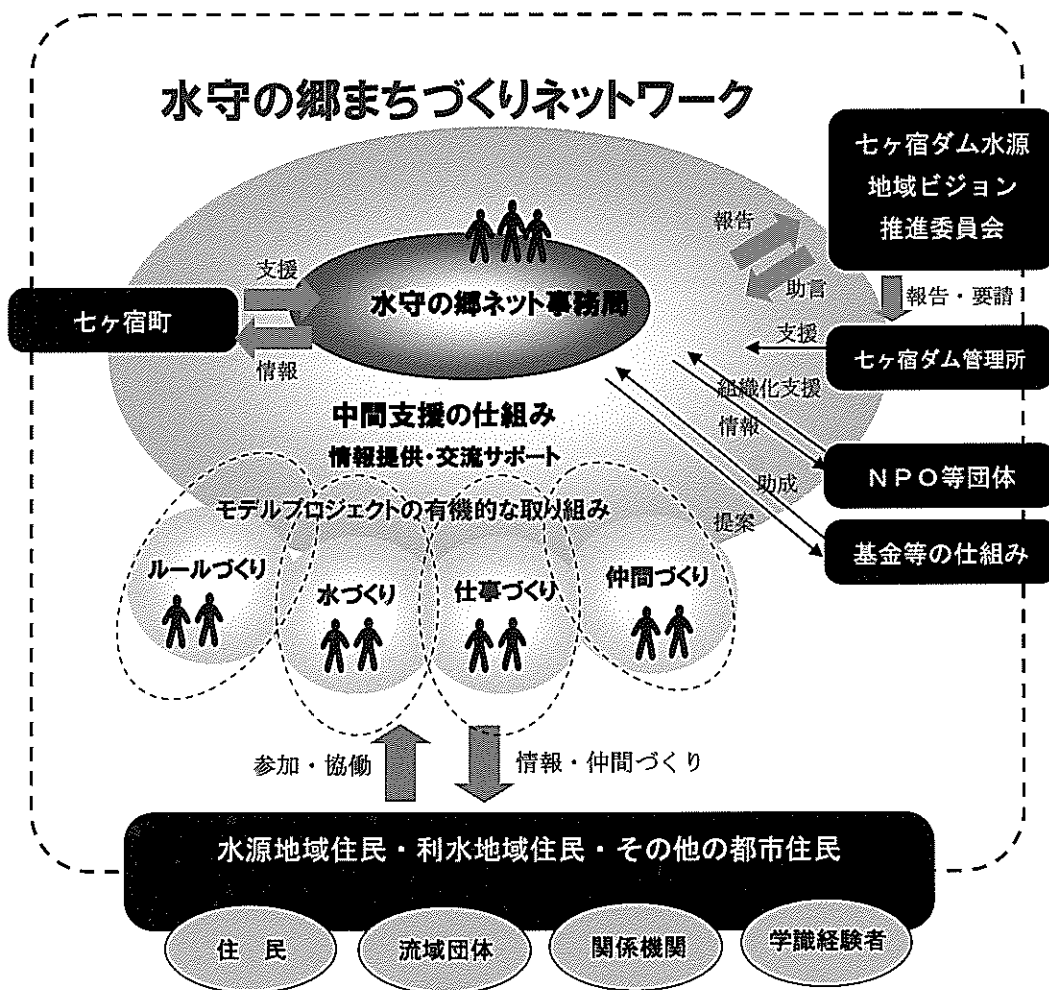 水守の郷まちづくりネットワーク
七ヶ宿ダム水源
地域ビジョン
推進委員会
報告
助言
報告・要請
支援
七ヶ宿町
情報
水守の郷ネット事務局
支援
七ヶ宿ダム管理所
組織化支援
情報
中間支援の仕組み
情報提供・交流サポート
NPO等団体
助成
提案
基金等の仕組み
モデルプロジェクトの有機的な取り組み
ルールづくり
水づくり
仕事づくり
仲間づくり
参加・協働
情報・仲間づくり
水源地域住民・利水地域住民・その他の都市住民
住 民
流域団体
関係機関
学識経験者